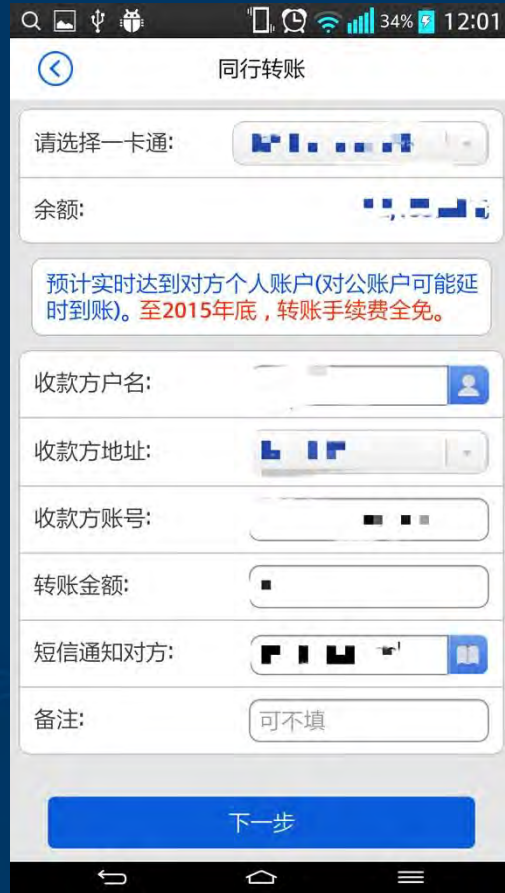 34% 12:01
同行转账
请选择一卡通:
余额:
预计实时达到对方个人账户(对公账户可能延
时到账)。至2015年底,转账手续费全免。
收款方户名:
收款方地址:
收款方账号:
转账金额:
短信通知对方:
备注: 可不填
下一步